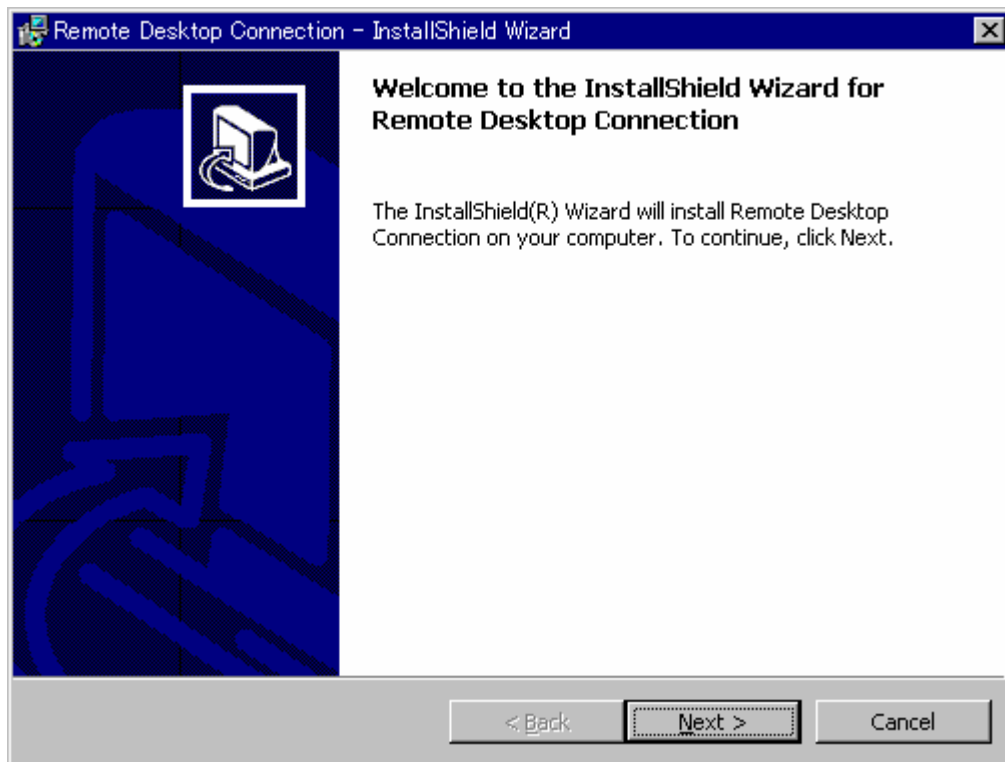 Remote Desktop Connection - InstallShield Wizard
Welcome to the InstallShield Wizard for
Remote Desktop Connection
The InstallShield(R) Wizard will install Remote Desktop
Connection on your computer. To continue, click Next.
< Back
Next >
Cancel